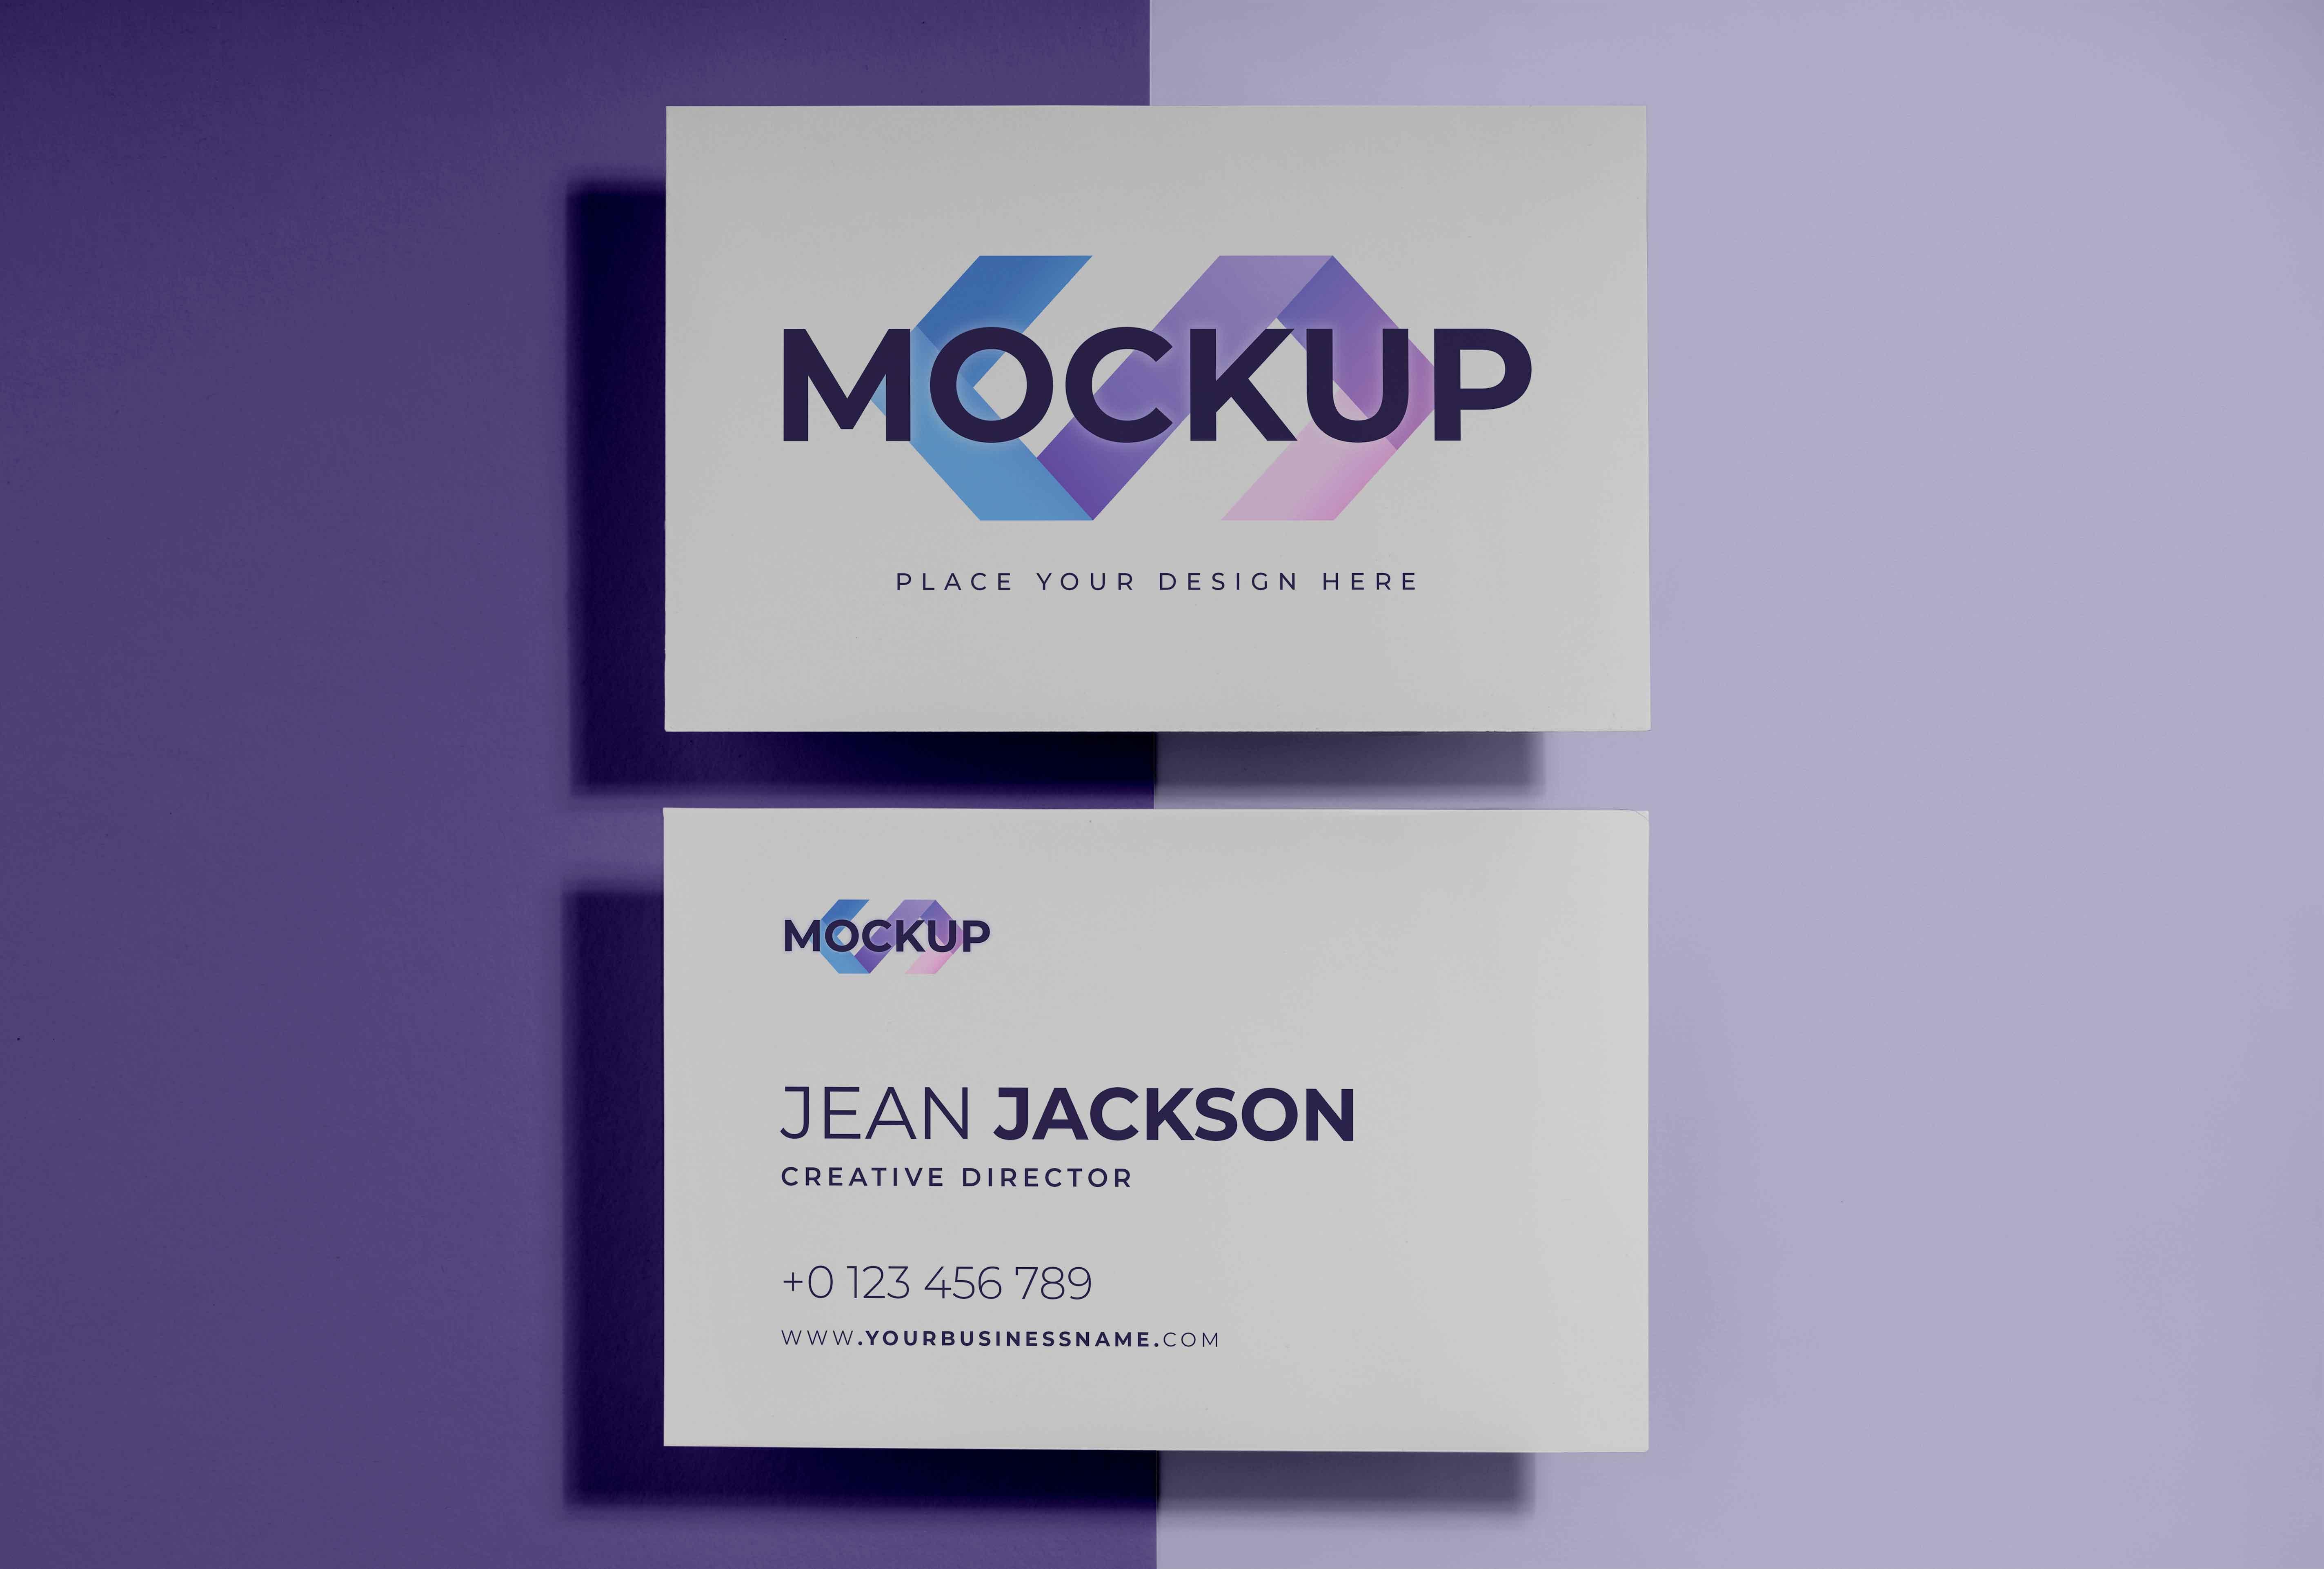 MOCKUP
PLACE YOUR DESIGN HERE
MOCKUP
JEAN JACKSON
CREATIVE DIRECTOR
+0 123 456 789
WWW.YOURBUSINESSNAME.COM